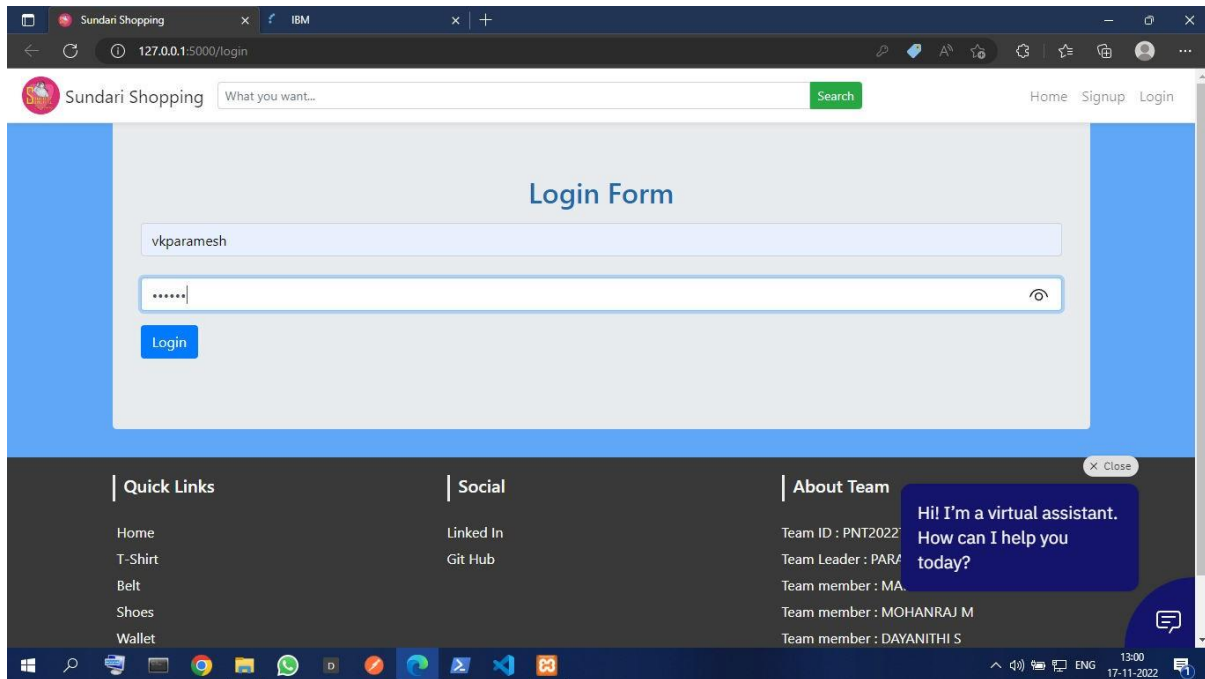 Sundari Shopping
IBM
127.0.0.1:5000/login
Sundari Shopping What you want... Search Home Signup Login
Login Form
vkparamesh
Login
× Close
Quick Links
Home
T-Shirt
Belt
Shoes
Wallet
Social
Linked In
Git Hub
About Team
Team ID : PNT2022
Team Leader : PARA
Team member : MA
Team member : MOHANRAJ M
Team member : DAYANITHI S
Hi! I'm a virtual assistant.
How can I help you
today?
ENG
13:00
17-11-2022